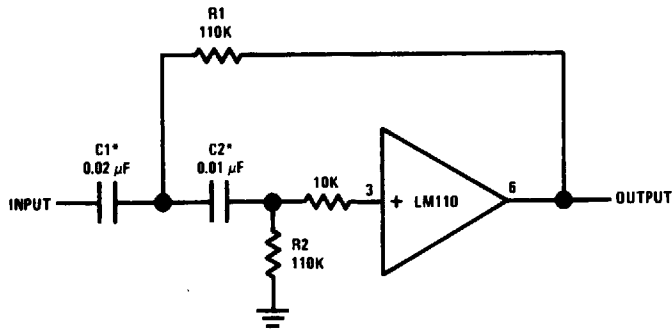 R1
110K
C1*
0.02 μF
C2*
0.01 μF
10K
3
6
INPUT
+ LM110
OUTPUT
R2
110K